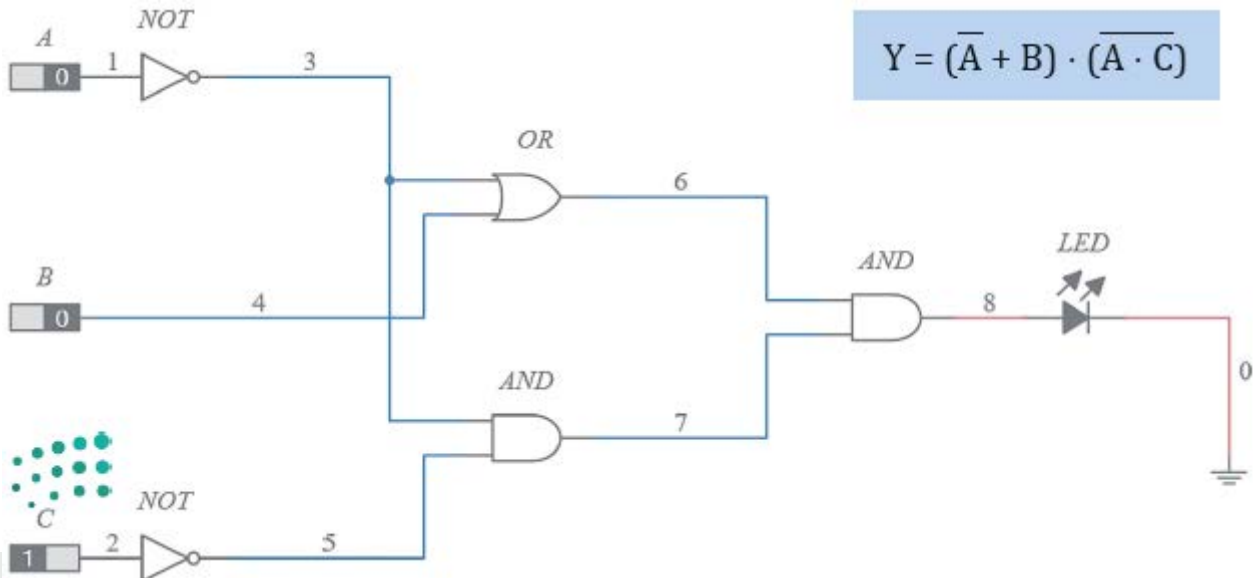 NOT
A
0
1
3
Y = (A̅ + B) · (A̅ ̅·̅ ̅C̅)
OR
6
B
0
4
AND
LED
8
0
AND
7
C
1
NOT
2
5